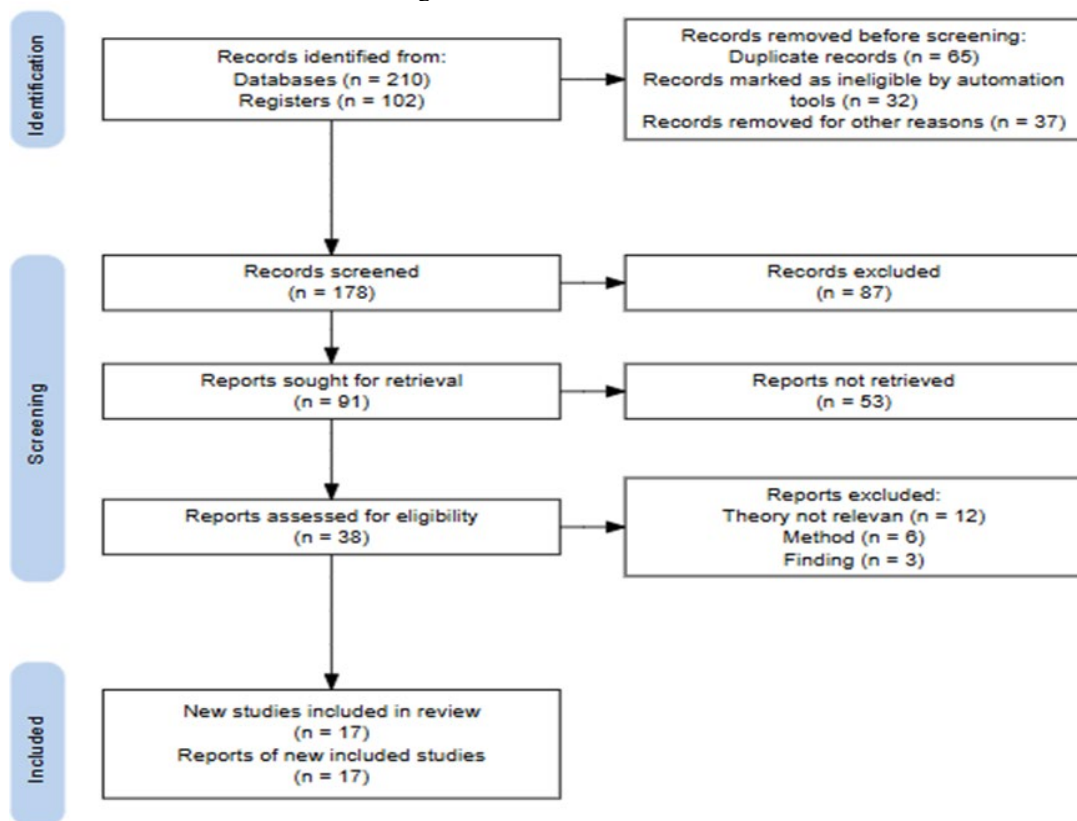 Identification
Records identified from:
Databases (n = 210)
Registers (n = 102)
Records removed before screening:
Duplicate records (n = 65)
Records marked as ineligible by automation
tools (n = 32)
Records removed for other reasons (n = 37)
Screening
Records screened
(n = 178)
Records excluded
(n = 87)
Reports sought for retrieval
(n = 91)
Reports not retrieved
(n = 53)
Reports assessed for eligibility
(n = 38)
Reports excluded:
Theory not relevan (n = 12)
Method (n = 6)
Finding (n = 3)
Included
New studies included in review
(n = 17)
Reports of new included studies
(n = 17)